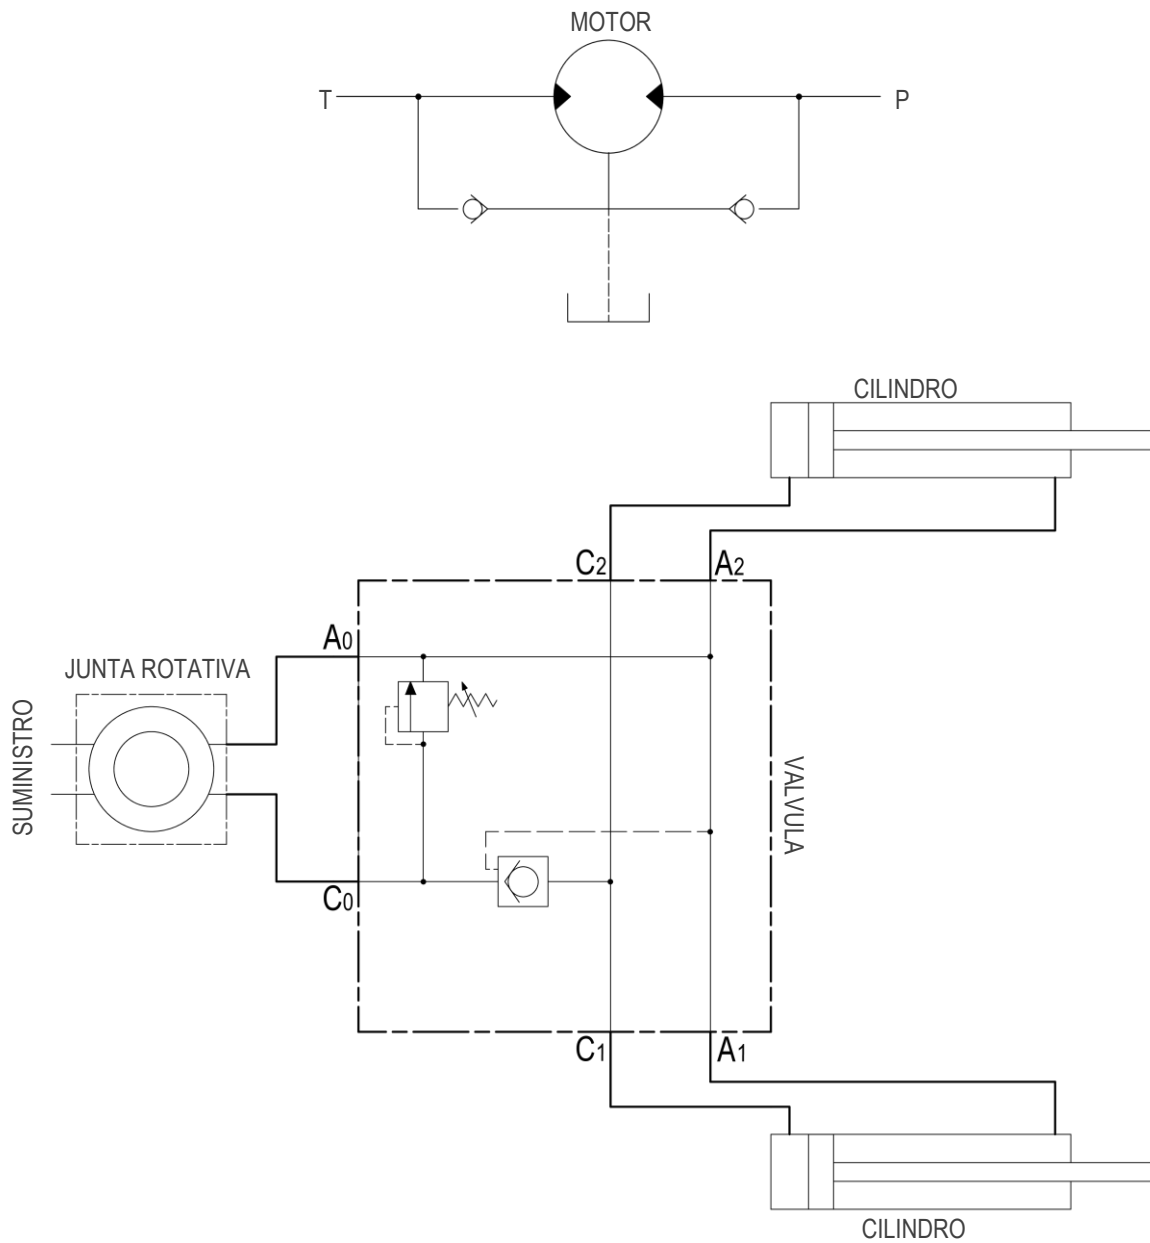 MOTOR
T
P
CILINDRO
C2
A2
A0
JUNTA ROTATIVA
SUMINISTRO
VALVULA
C0
C1
A1
CILINDRO